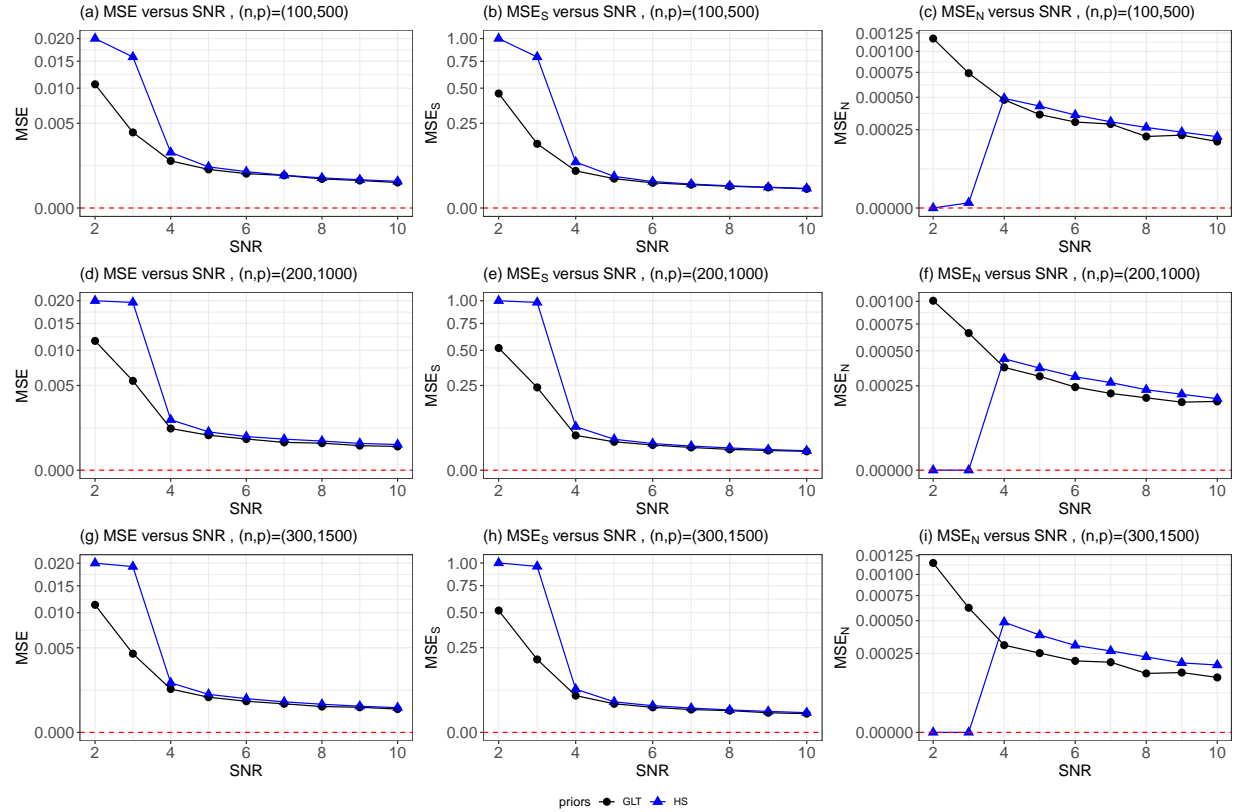 (a) MSE versus SNR , (n,p)=(100,500)
MSE
0.020
0.015
0.010
0.005
0.000
2 4 6 8 10
SNR
(b) MSE_S versus SNR , (n,p)=(100,500)
MSE_S
1.00
0.75
0.50
0.25
0.00
2 4 6 8 10
SNR
(c) MSE_N versus SNR , (n,p)=(100,500)
MSE_N
0.00125
0.00100
0.00075
0.00050
0.00025
0.00000
2 4 6 8 10
SNR
(d) MSE versus SNR , (n,p)=(200,1000)
MSE
0.020
0.015
0.010
0.005
0.000
2 4 6 8 10
SNR
(e) MSE_S versus SNR , (n,p)=(200,1000)
MSE_S
1.00
0.75
0.50
0.25
0.00
2 4 6 8 10
SNR
(f) MSE_N versus SNR , (n,p)=(200,1000)
MSE_N
0.00100
0.00075
0.00050
0.00025
0.00000
2 4 6 8 10
SNR
(g) MSE versus SNR , (n,p)=(300,1500)
MSE
0.020
0.015
0.010
0.005
0.000
2 4 6 8 10
SNR
(h) MSE_S versus SNR , (n,p)=(300,1500)
MSE_S
1.00
0.75
0.50
0.25
0.00
2 4 6 8 10
SNR
(i) MSE_N versus SNR , (n,p)=(300,1500)
MSE_N
0.00125
0.00100
0.00075
0.00050
0.00025
0.00000
2 4 6 8 10
SNR
priors GLT HS